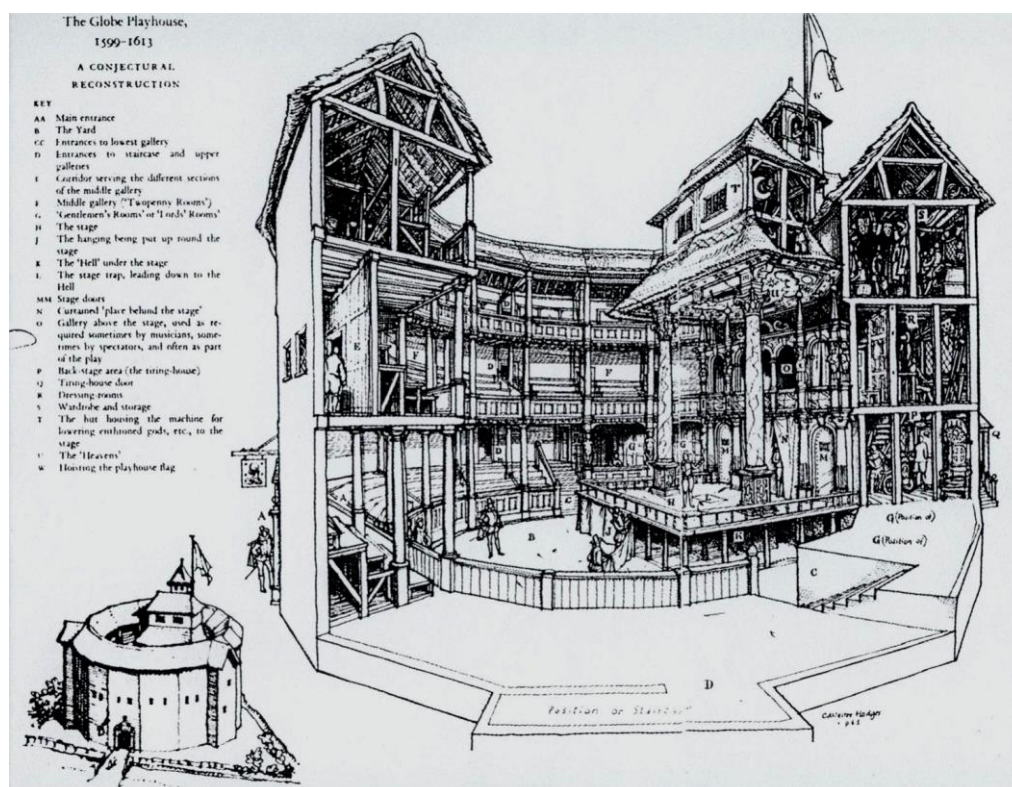 The Globe Playhouse,
1599-1613
A CONJECTURAL
RECONSTRUCTION
KEY
AA Main entrance
B The Yard
CC Entrances to lowest gallery
D Entrances to staircase and upper
galleries
E Corridor serving the different sections
of the middle gallery
F Middle gallery ('Twopenny Rooms')
G 'Gentlemen's Rooms' or 'Lords' Rooms'
H The stage
J The hanging being put up round the
stage
K The 'Hell' under the stage
L The stage trap, leading down to the
Hell
MM Stage doors
N Curtained 'place behind the stage'
O Gallery above the stage, used as re-
quired sometimes by musicians, some-
times by spectators, and often as part
of the play
P Back-stage area (the tiring-house)
Q Tiring-house door
R Dressing-rooms
S Wardrobe and storage
T The hut housing the machine for
lowering enthroned gods, etc., to the
stage
U The 'Heavens'
W Hoisting the playhouse flag
W
T
S
R
E
F
D
F
O
P
Q
D
G
G
M
M
N
M
M
A
A
C
B
K
G (Position of)
G (Position of)
C
D
Position of